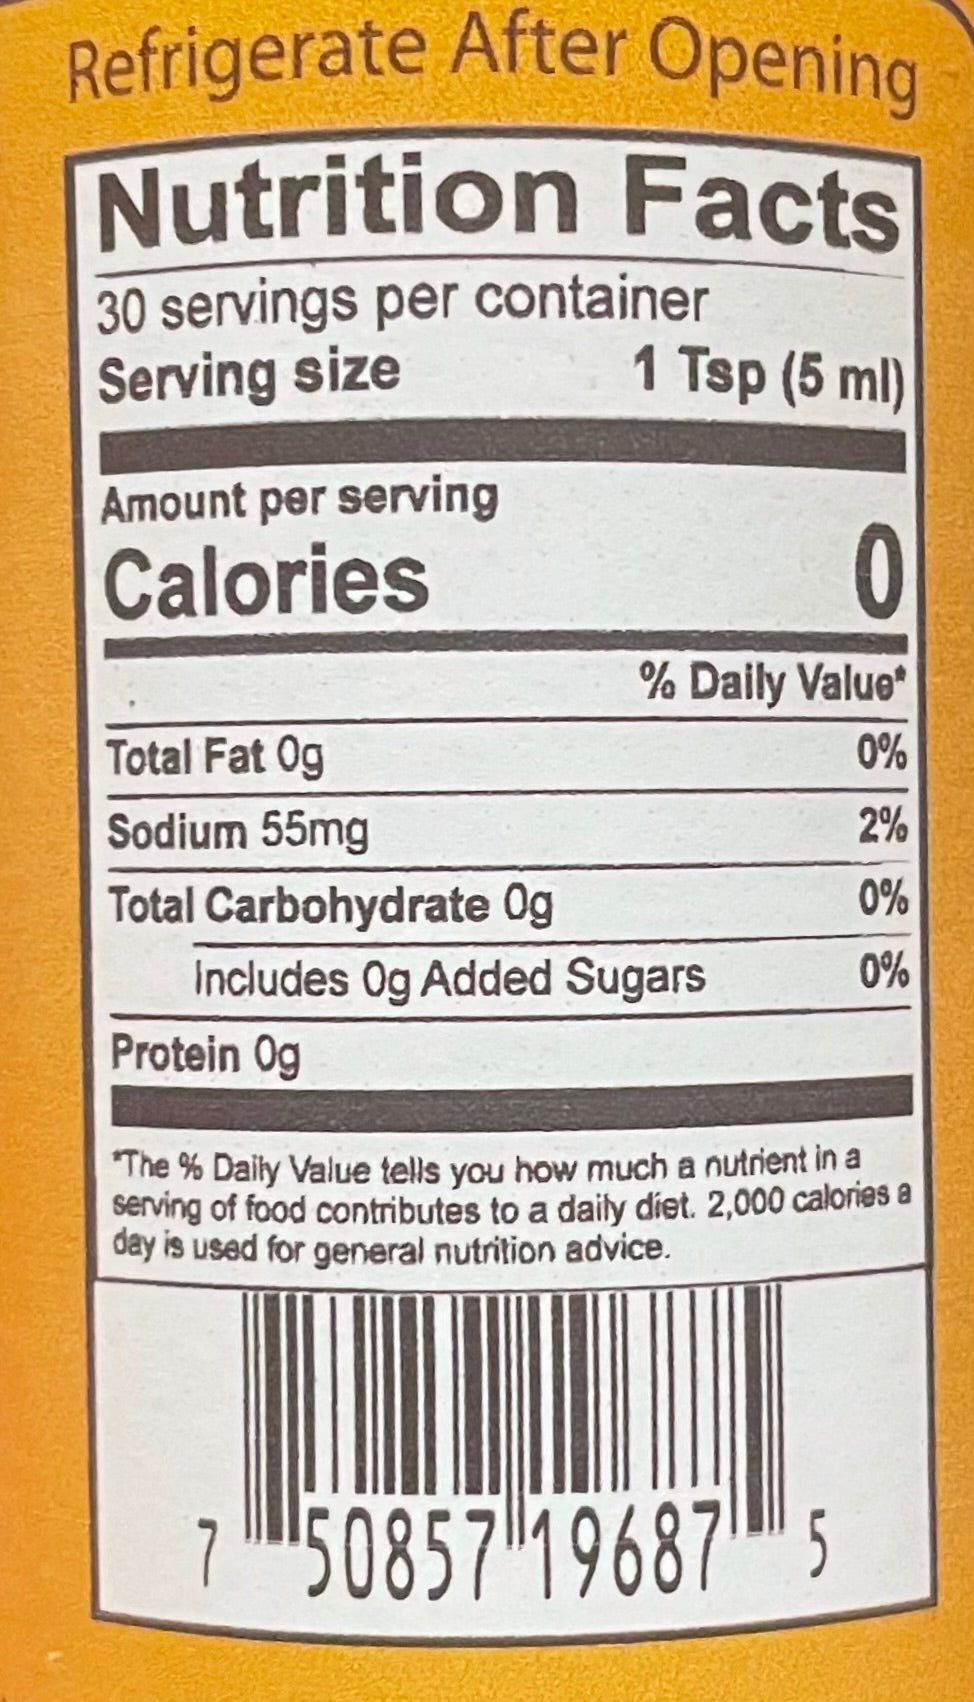 Refrigerate After Opening
Nutrition Facts
30 servings per container
Serving size 1 Tsp (5 ml)
Amount per serving
Calories 0
% Daily Value*
Total Fat 0g 0%
Sodium 55mg 2%
Total Carbohydrate 0g 0%
Includes 0g Added Sugars 0%
Protein 0g
*The % Daily Value tells you how much a nutrient in a
serving of food contributes to a daily diet. 2,000 calories a
day is used for general nutrition advice.
7 50857 19687 5